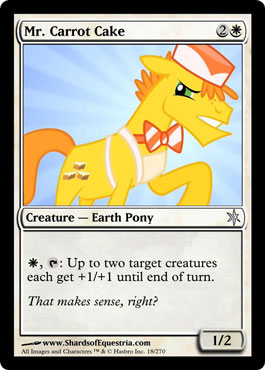 Mr. Carrot Cake 2
Creature — Earth Pony
, : Up to two target creatures
each get +1/+1 until end of turn.
That makes sense, right?
www.ShardsofEquestria.com
1/2
All Images and Characters ™ & © Hasbro Inc. 18/270